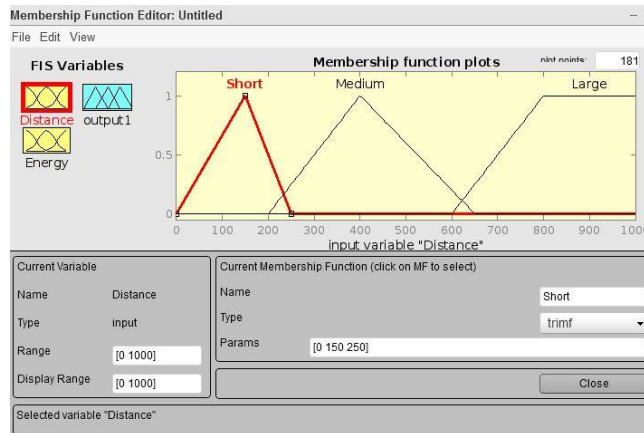 Membership Function Editor: Untitled
File Edit View
FIS Variables
Membership function plots
plot points: 181
Distance
output1
Energy
Short
Medium
Large
1
0.5
0
0 100 200 300 400 500 600 700 800 900 1000
input variable "Distance"
Current Variable
Name Distance
Type input
Range [0 1000]
Display Range [0 1000]
Current Membership Function (click on MF to select)
Name Short
Type trimf
Params [0 150 250]
Close
Selected variable "Distance"